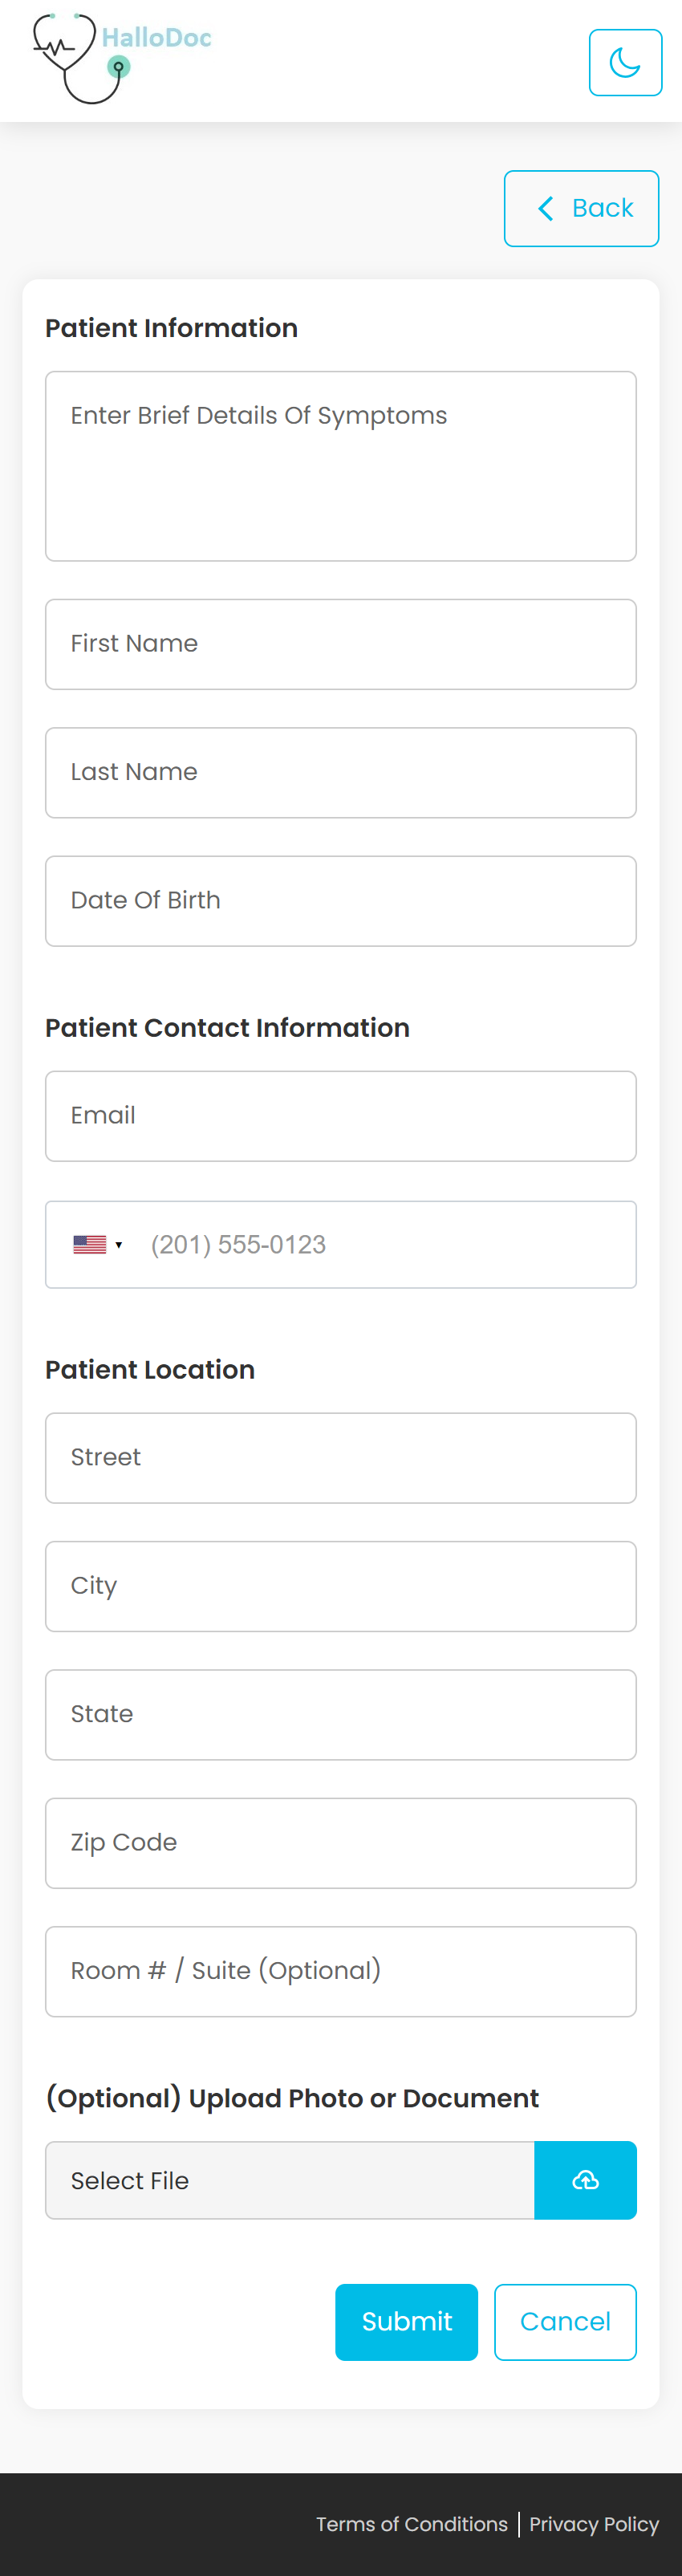 HalloDoc
Back
Patient Information
Enter Brief Details Of Symptoms
First Name
Last Name
Date Of Birth
Patient Contact Information
Email
(201) 555-0123
Patient Location
Street
City
State
Zip Code
Room # / Suite (Optional)
(Optional) Upload Photo or Document
Select File
Submit Cancel
Terms of Conditions Privacy Policy